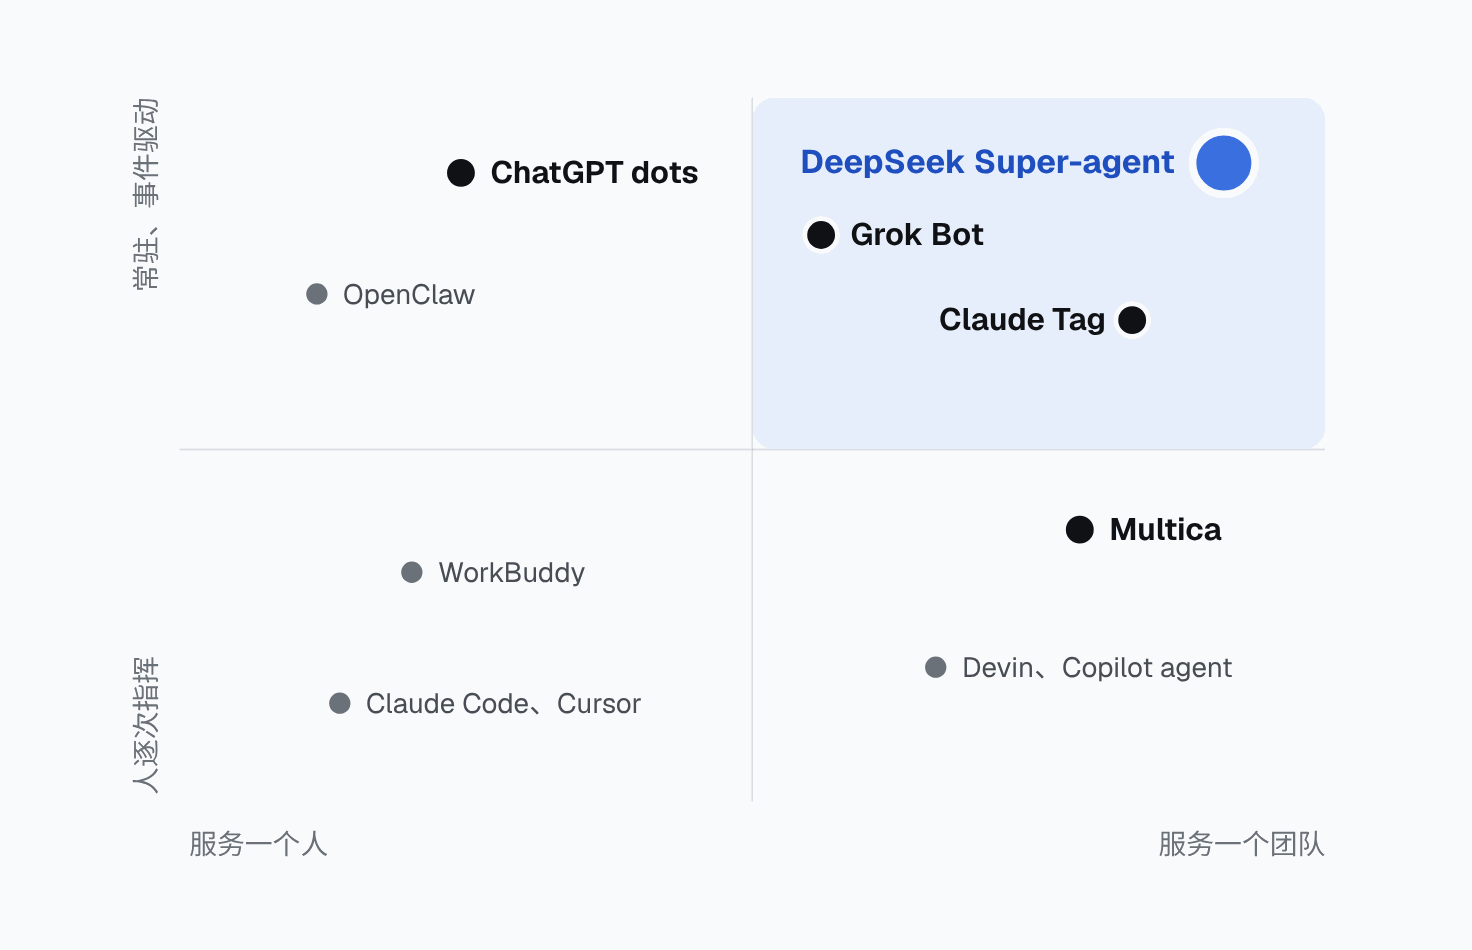 常驻、事件驱动
ChatGPT dots
DeepSeek Super-agent
Grok Bot
OpenClaw
Claude Tag
Multica
WorkBuddy
Devin、Copilot agent
Claude Code、Cursor
人逐次指挥
服务一个人
服务一个团队